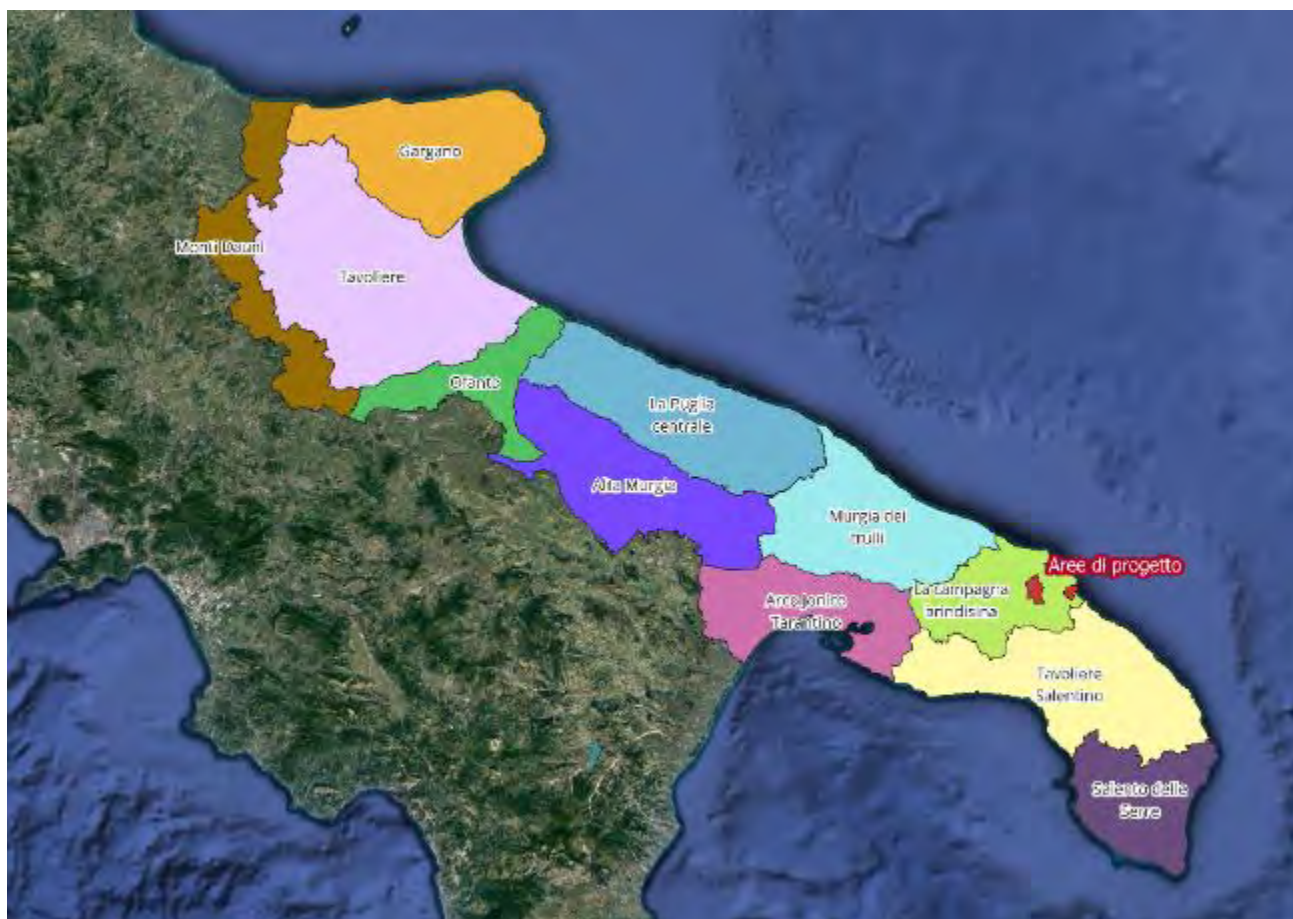 Gargano
Monti Dauni
Tavoliere
Ofanto
La Puglia
centrale
Alta Murgia
Murgia dei
trulli
Aree di progetto
La campagna
brindisina
Arco Jonico
Tarantino
Tavoliere
Salentino
Salento delle
Serre